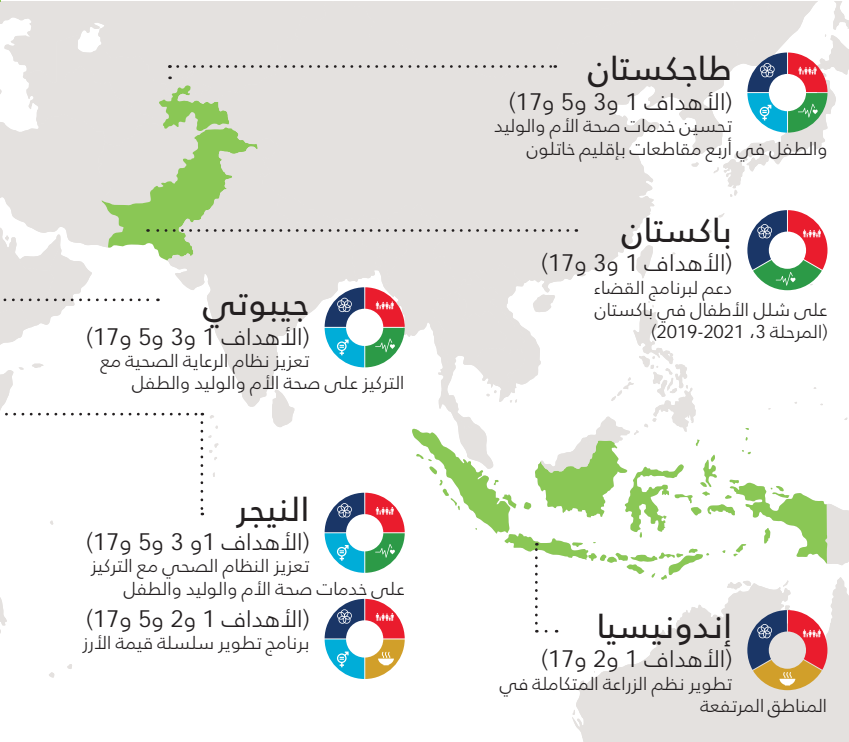 طاجكستان
(الأهداف 1 و3 و5 و17)
تحسين خدمات صحة الأم والوليد
والطفل في أربع مقاطعات بإقليم خاتلون
باكستان
(الأهداف 1 و3 و17)
دعم لبرنامج القضاء
على شلل الأطفال في باكستان
(المرحلة 3، 2021-2019)
جيبوتي
(الأهداف 1 و3 و5 و17)
تعزيز نظام الرعاية الصحية مع
التركيز على صحة الأم والوليد والطفل
النيجر
(الأهداف 1و 3 و5 و17)
تعزيز النظام الصحي مع التركيز
على خدمات صحة الأم والوليد والطفل
(الأهداف 1 و2 و5 و17)
برنامج تطوير سلسلة قيمة الأرز
إندونيسيا
(الأهداف 1 و2 و17)
تطوير نظم الزراعة المتكاملة في
المناطق المرتفعة